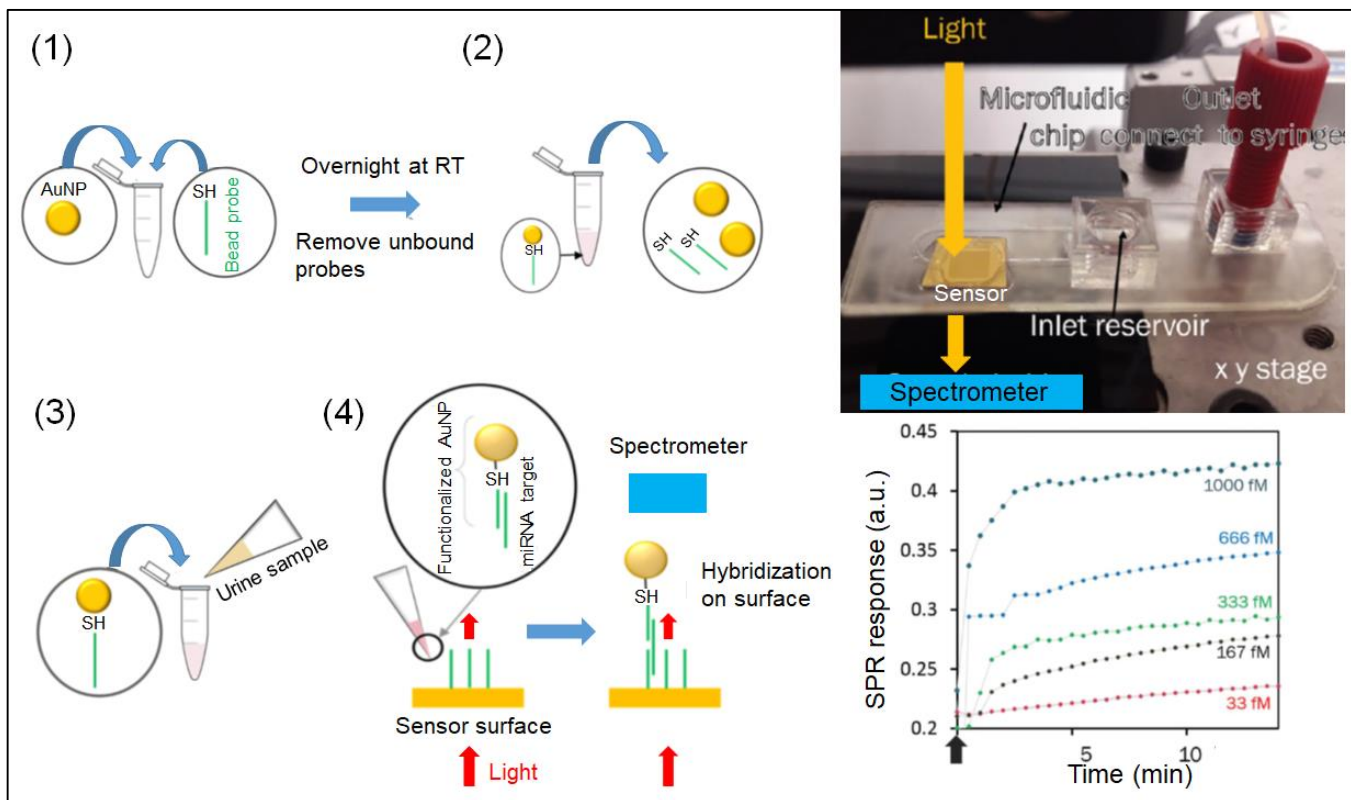 (1)
AuNP
SH
Bead probe
Overnight at RT
Remove unbound
probes
(2)
SH
SH
SH
(3)
SH
Urine sample
(4)
Functionalized AuNP
SH
miRNA target
Spectrometer
SH
Hybridization
on surface
Sensor surface
Light
Light
Microfluidic Outlet
chip connect to syringes
Sensor
Inlet reservoir
x y stage
Spectrometer
SPR response (a.u.)
0.45
0.4
0.35
0.3
0.25
0.2
1000 fM
666 fM
333 fM
167 fM
33 fM
5
10
Time (min)